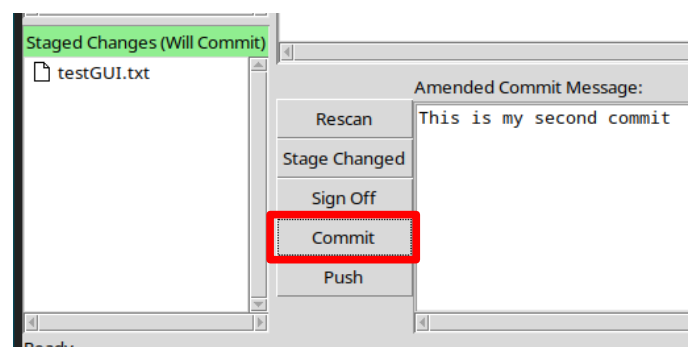 Staged Changes (Will Commit)
testGUI.txt
Amended Commit Message:
This is my second commit
Rescan
Stage Changed
Sign Off
Commit
Push
Ready